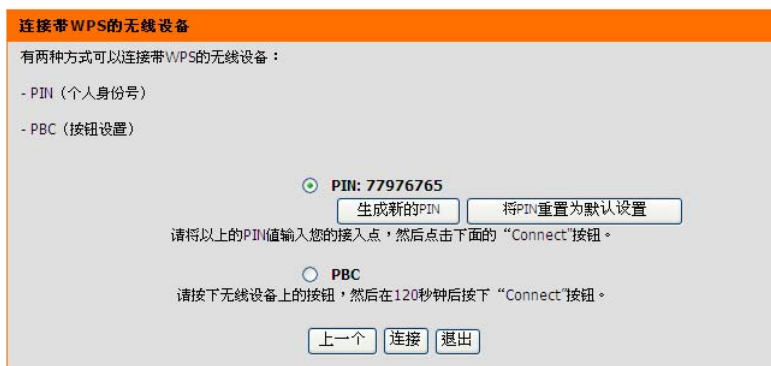 连接带WPS的无线设备
有两种方式可以连接带WPS的无线设备：
- PIN（个人身份号）
- PBC（按钮设置）
PIN: 77976765
生成新的PIN 将PIN重置为默认设置
请将以上的PIN值输入您的接入点，然后点击下面的“Connect”按钮。
PBC
请按下无线设备上的按钮，然后在120秒钟后按下“Connect”按钮。
上一个 连接 退出